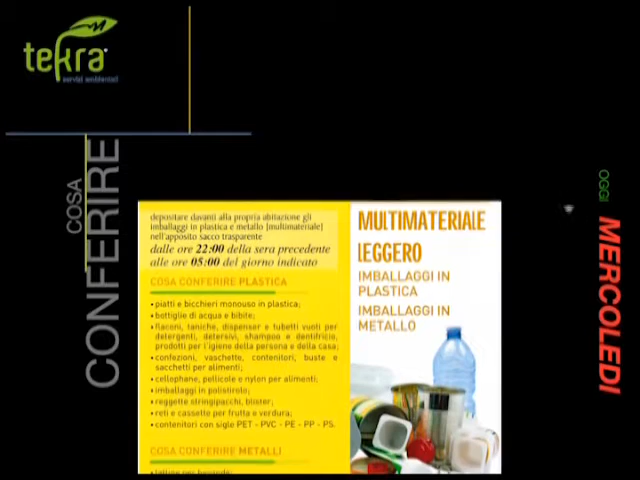 tekra
servizi ambientali
COSA
CONFERIRE
OGGI
MERCOLEDI
depositare davanti alla propria abitazione gli
imballaggi in plastica e metallo [multimateriale]
nell'apposito sacco trasparente
dalle ore 22:00 della sera precedente
alle ore 05:00 del giorno indicato
COSA CONFERIRE PLASTICA
• piatti e bicchieri monouso in plastica;
• bottiglie di acqua e bibite;
• flaconi, taniche, dispenser e tubetti vuoti per
detergenti, detersivi, shampoo e dentifricio,
prodotti per l'igiene della persona e della casa;
• confezioni, vaschette, contenitori, buste e
sacchetti per alimenti;
• cellophane, pellicole e nylon per alimenti;
• imballaggi in polistirolo;
• reggette stringipacchi, blister;
• reti e cassette per frutta e verdura;
• contenitori con sigle PET - PVC - PE - PP - PS.
COSA CONFERIRE METALLI
• lattine per bevande;
MULTIMATERIALE
LEGGERO
IMBALLAGGI IN
PLASTICA
IMBALLAGGI IN
METALLO